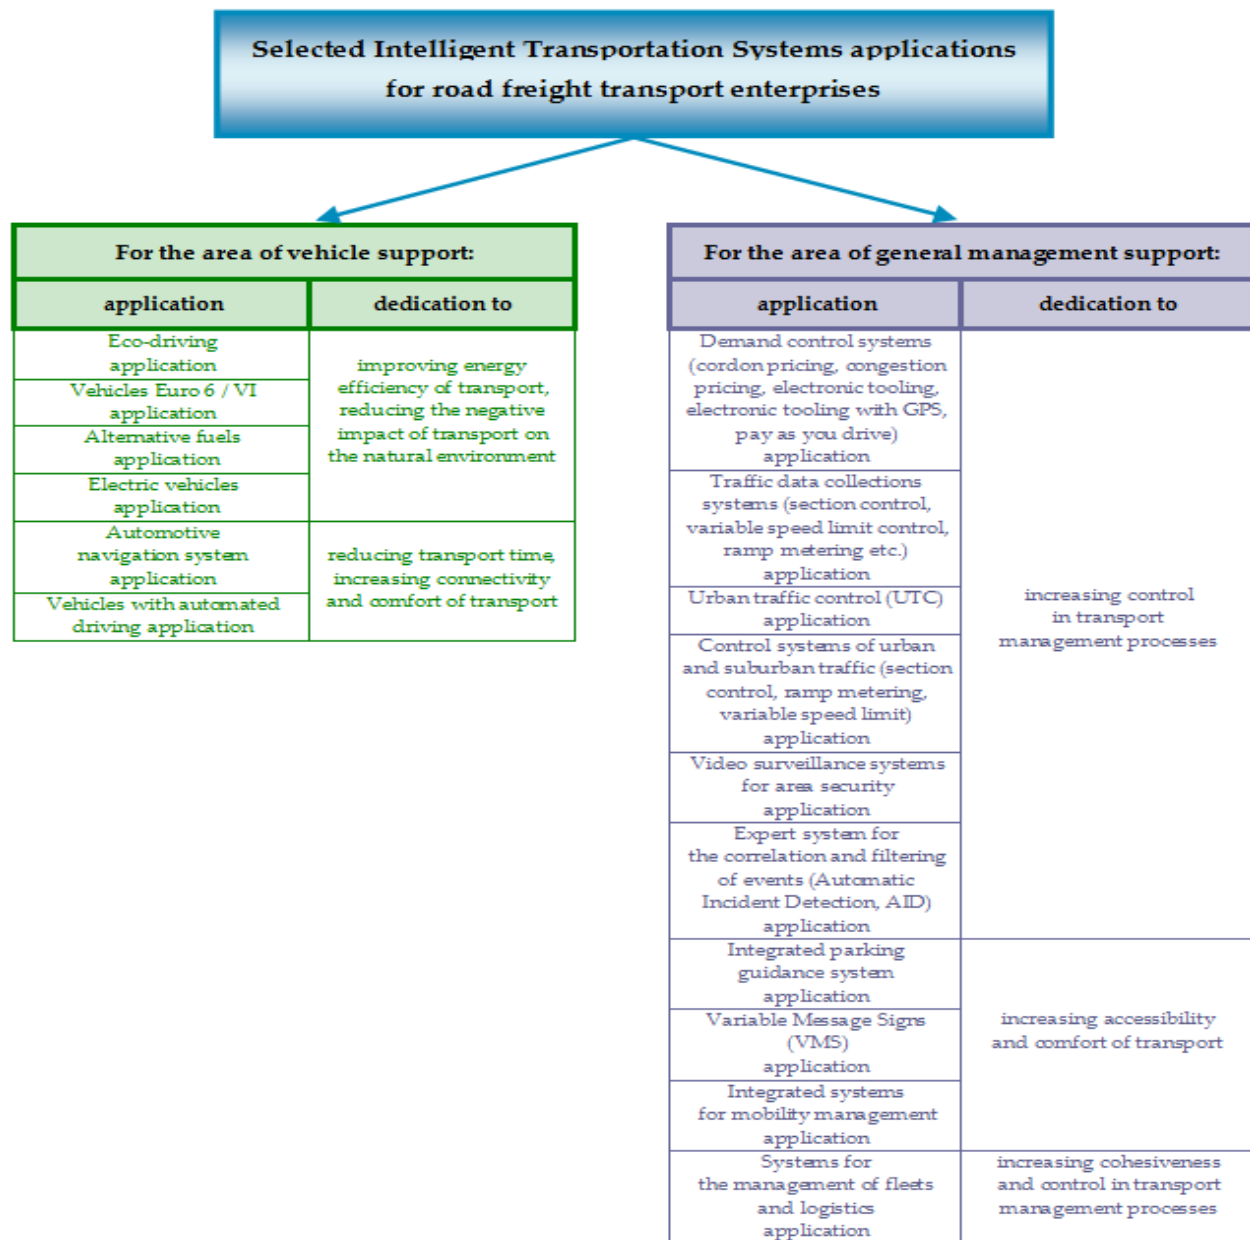 Selected Intelligent Transportation Systems applications
for road freight transport enterprises
For the area of vehicle support:
application
dedication to
Eco-driving
application
Vehicles Euro 6 / VI
application
Alternative fuels
application
Electric vehicles
application
improving energy
efficiency of transport,
reducing the negative
impact of transport on
the natural environment
Automotive
navigation system
application
Vehicles with automated
driving application
reducing transport time,
increasing connectivity
and comfort of transport
For the area of general management support:
application
dedication to
Demand control systems
(cordon pricing, congestion
pricing, electronic tooling,
electronic tooling with GPS,
pay as you drive)
application
Traffic data collections
systems (section control,
variable speed limit control,
ramp metering etc.)
application
Urban traffic control (UTC)
application
Control systems of urban
and suburban traffic (section
control, ramp metering,
variable speed limit)
application
Video surveillance systems
for area security
application
Expert system for
the correlation and filtering
of events (Automatic
Incident Detection, AID)
application
increasing control
in transport
management processes
Integrated parking
guidance system
application
Variable Message Signs
(VMS)
application
Integrated systems
for mobility management
application
increasing accessibility
and comfort of transport
Systems for
the management of fleets
and logistics
application
increasing cohesiveness
and control in transport
management processes